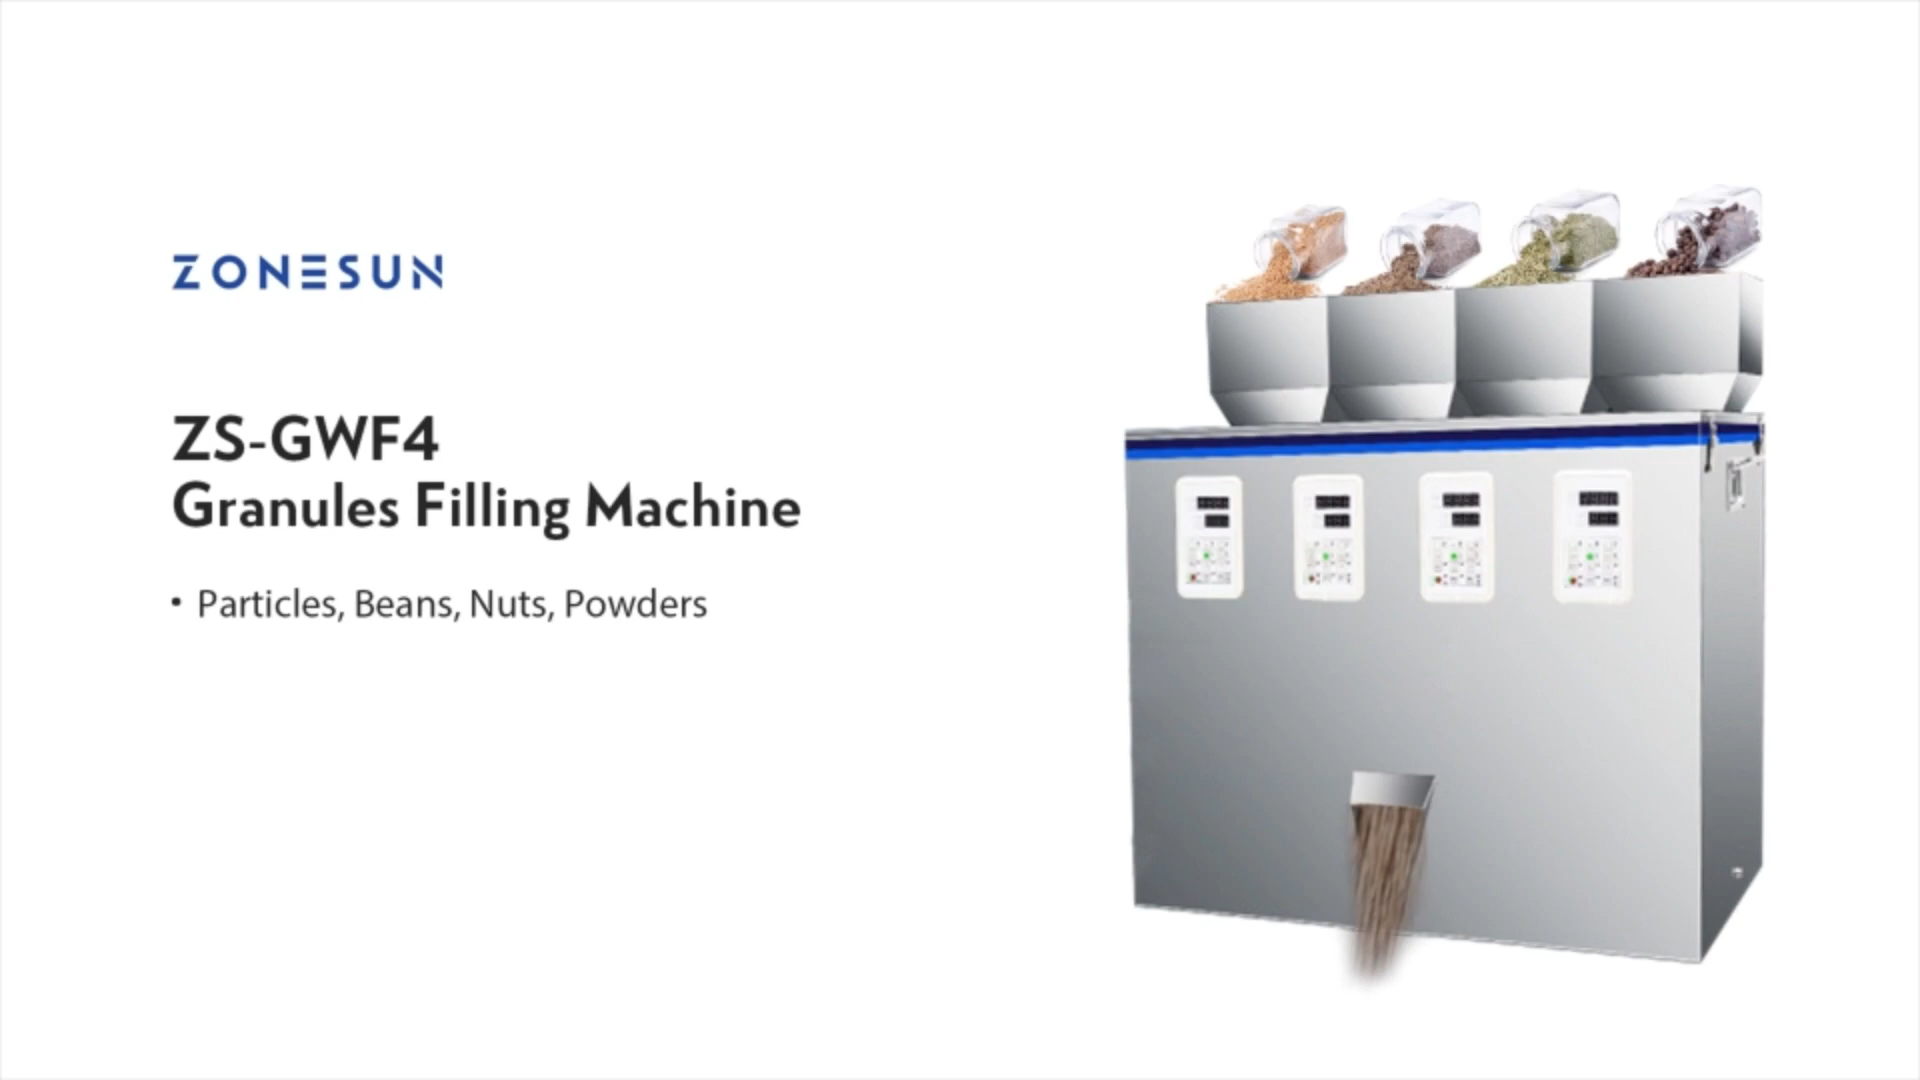 ZONESUN
ZS-GWF4
Granules Filling Machine
• Particles, Beans, Nuts, Powders